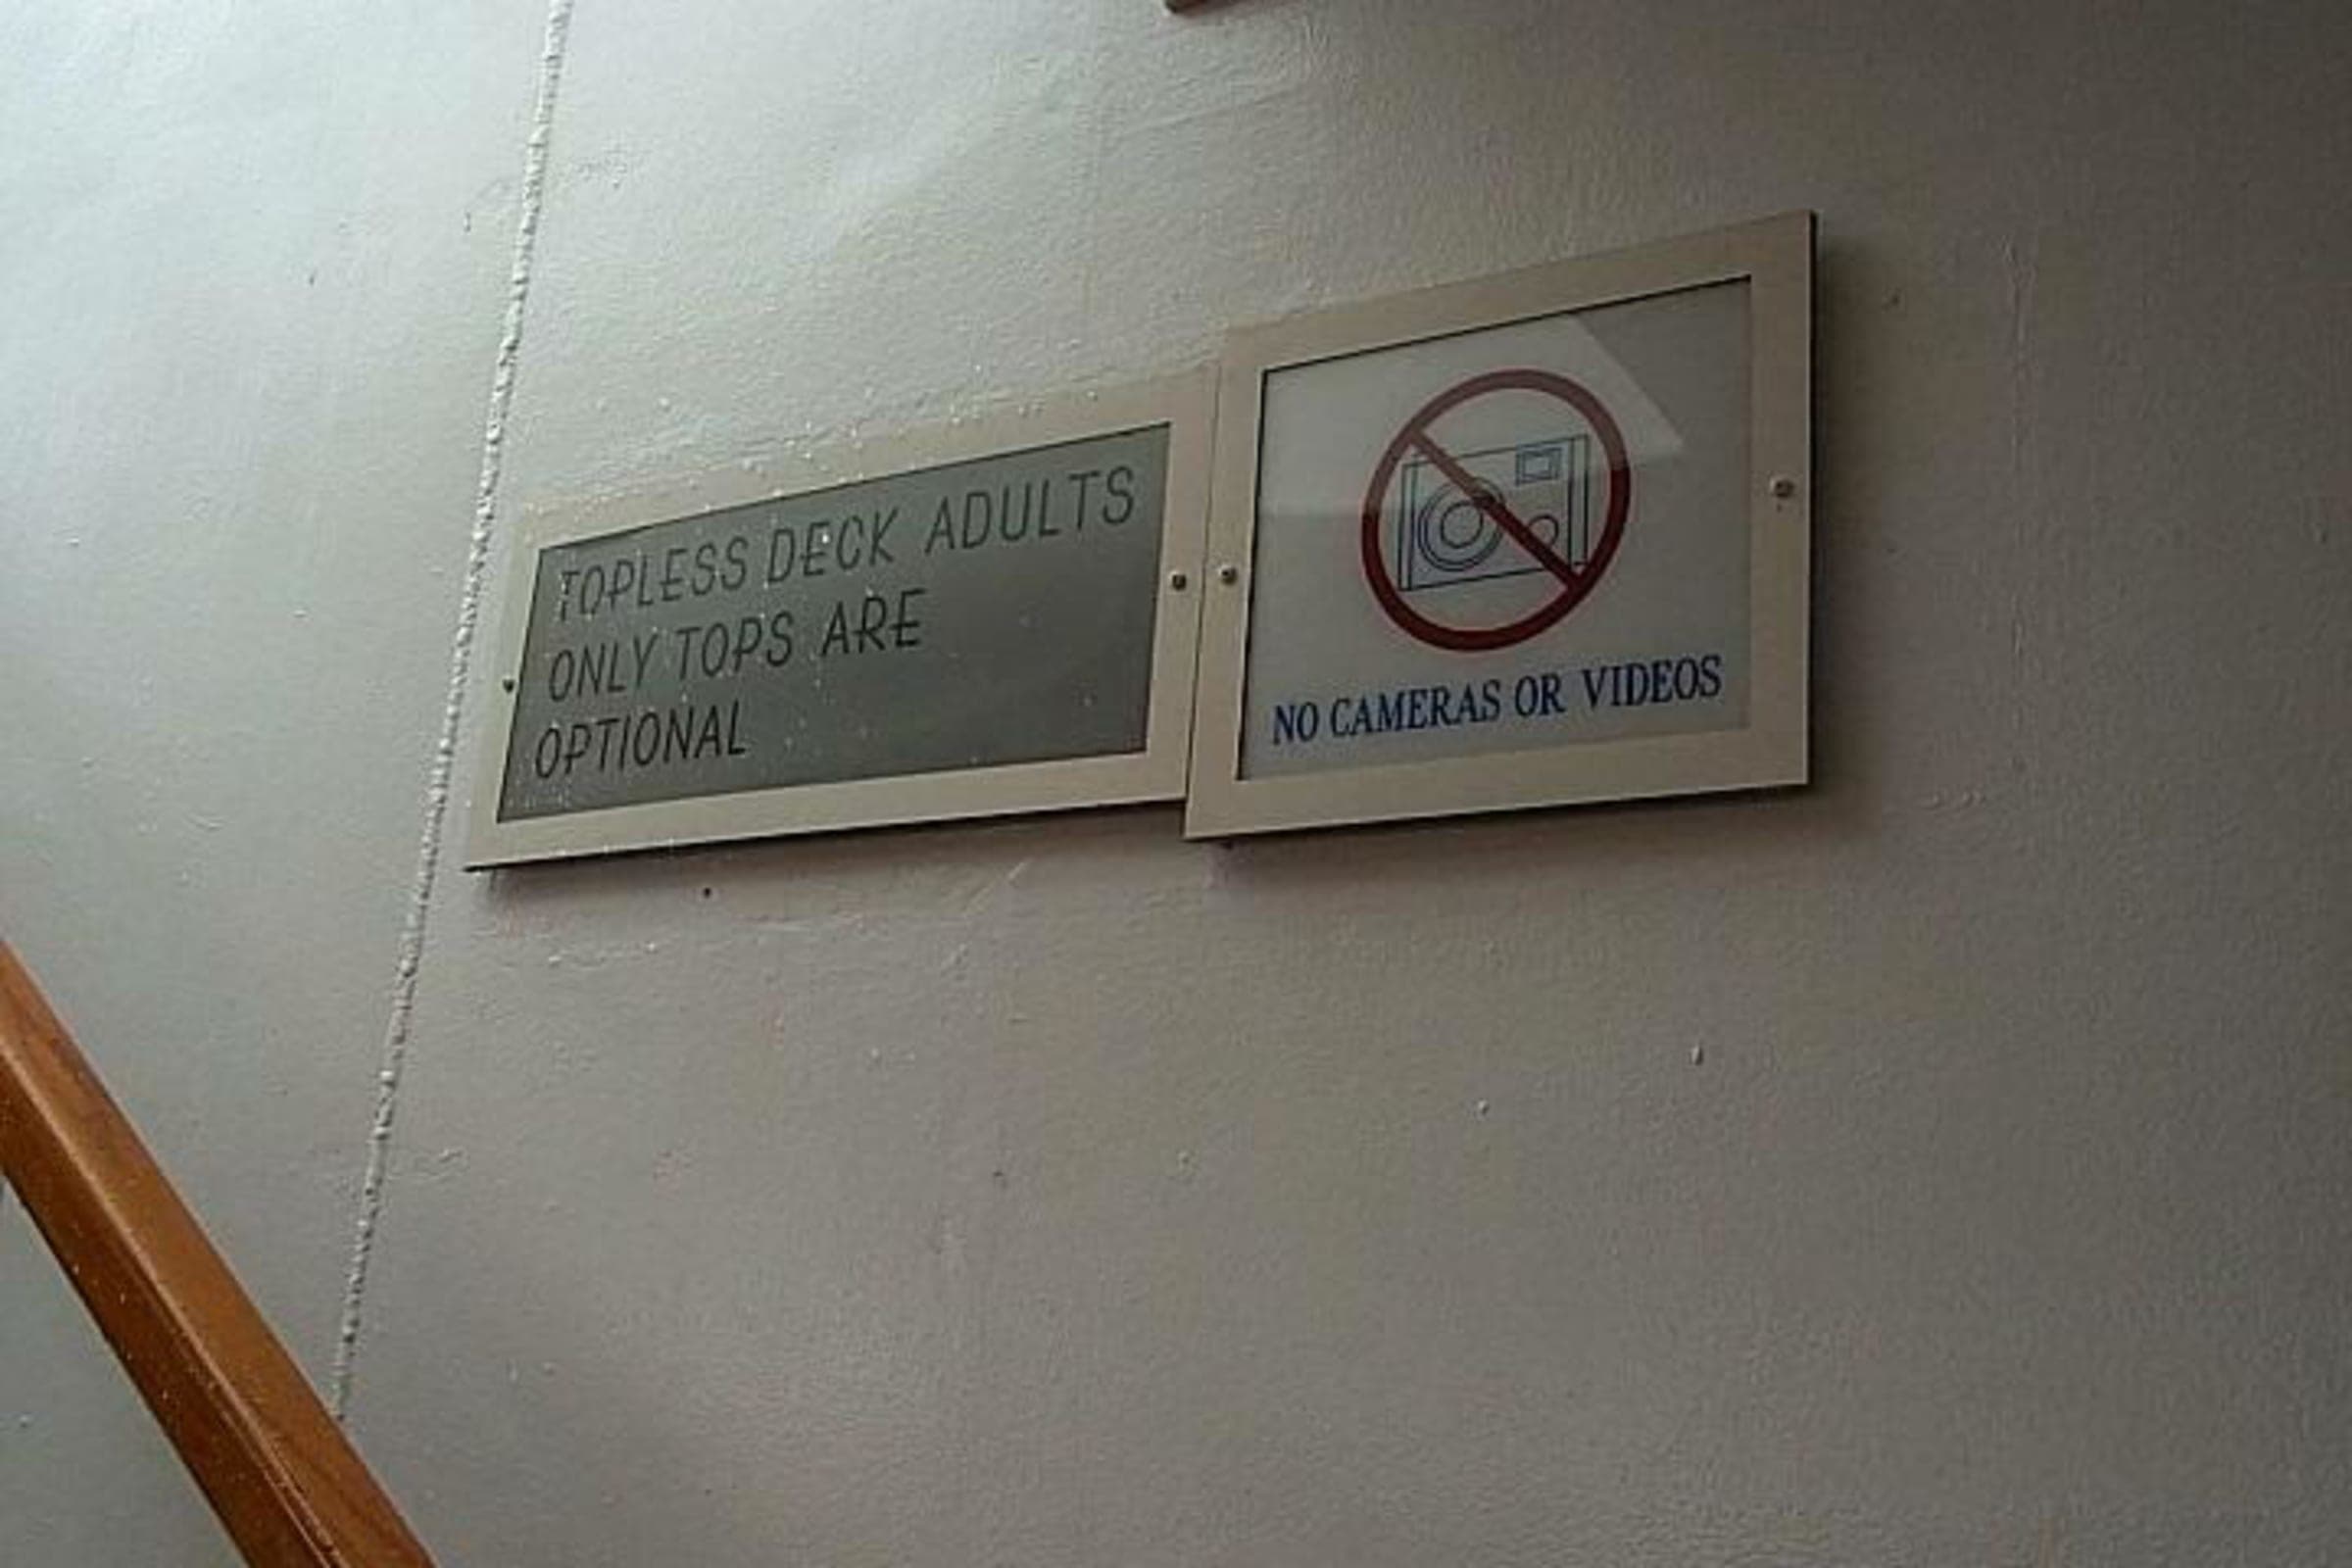 TOPLESS DECK ADULTS
ONLY TOPS ARE
OPTIONAL
NO CAMERAS OR VIDEOS